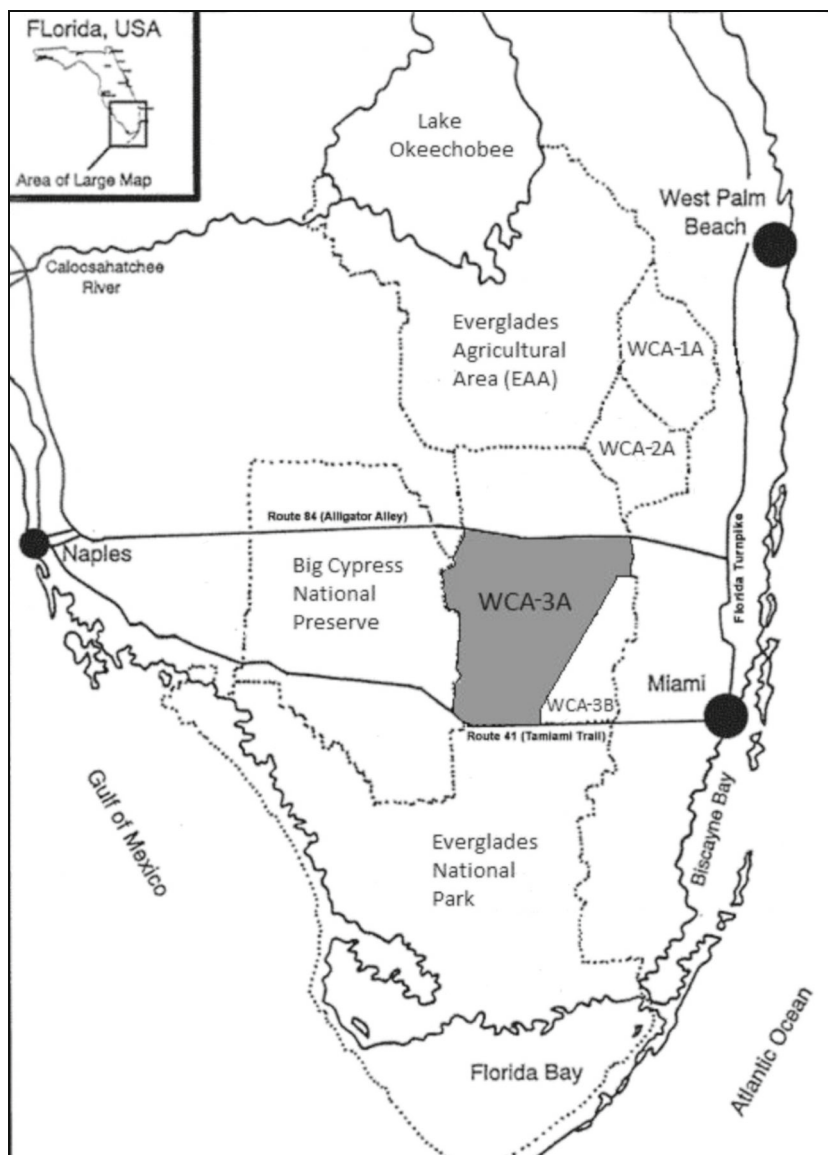 FLorida, USA
Area of Large Map
Lake
Okeechobee
West Palm
Beach
Caloosahatchee
River
Everglades
Agricultural
Area (EAA)
WCA-1A
WCA-2A
Route 84 (Alligator Alley)
Naples
Big Cypress
National
Preserve
WCA-3A
Florida Turnpike
Miami
WCA-3B
Route 41 (Tamiami Trail)
Gulf of Mexico
Everglades
National
Park
Biscayne Bay
Florida Bay
Atlantic Ocean